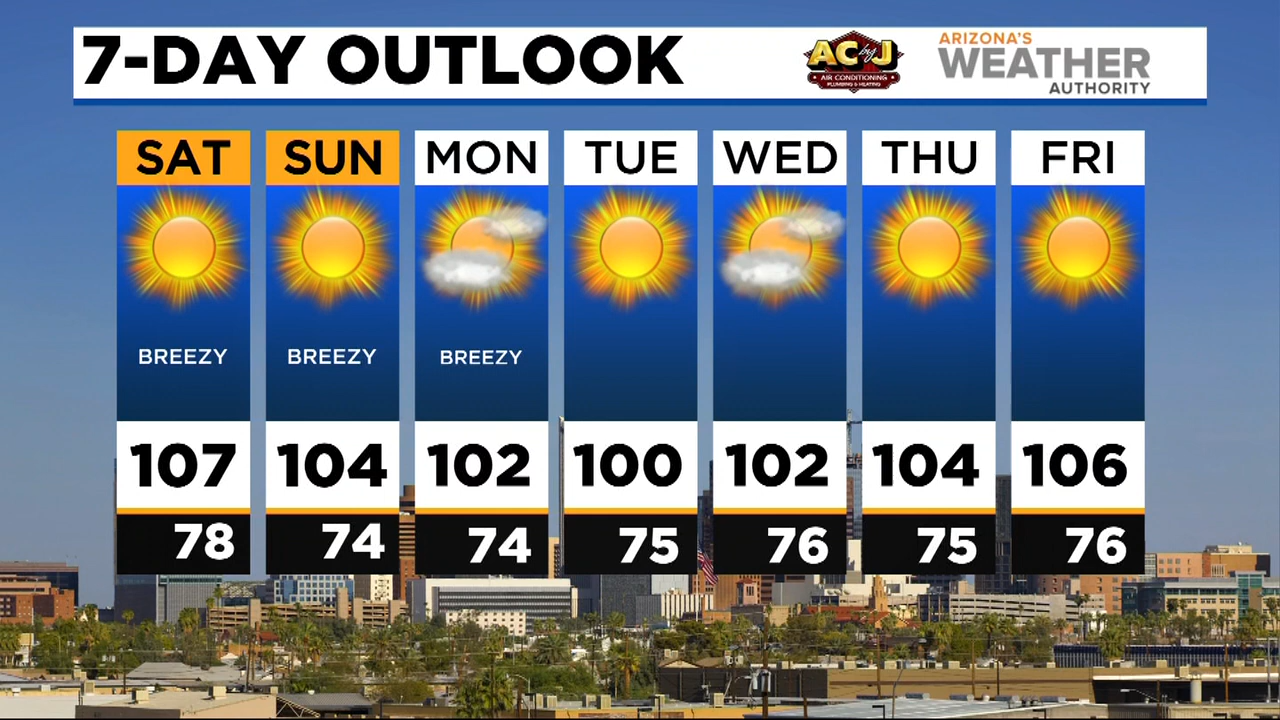 7-DAY OUTLOOK
AC by J
AIR CONDITIONING
PLUMBING & HEATING
ARIZONA'S
WEATHER
AUTHORITY
SAT SUN MON TUE WED THU FRI
BREEZY BREEZY BREEZY
107 104 102 100 102 104 106
78 74 74 75 76 75 76